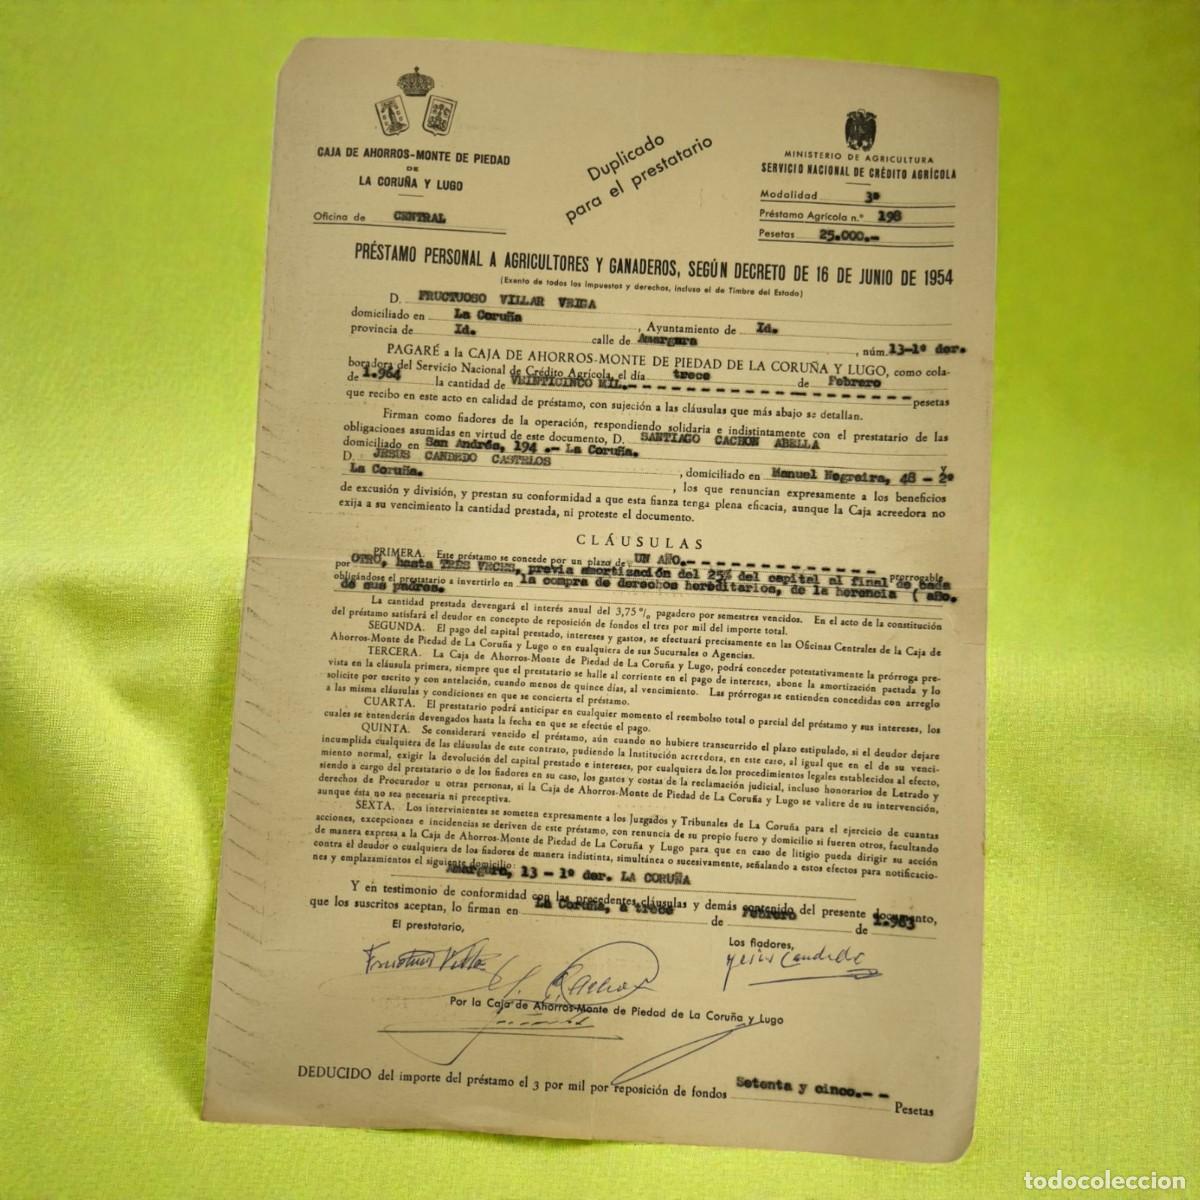 CAJA DE AHORROS-MONTE DE PIEDAD
DE
LA CORUÑA Y LUGO
Oficina de CENTRAL
Duplicado
para el prestatario
MINISTERIO DE AGRICULTURA
SERVICIO NACIONAL DE CRÉDITO AGRÍCOLA
Modalidad 3ª
Préstamo Agrícola n.º 198
Pesetas 25.000.-
PRÉSTAMO PERSONAL A AGRICULTORES Y GANADEROS, SEGÚN DECRETO DE 16 DE JUNIO DE 1954
(Exento de todos los impuestos y derechos, incluso el de Timbre del Estado)
D. FRUCTUOSO VILLAR VEIGA
domiciliado en La Coruña, Ayuntamiento de Id.
provincia de Id. calle de Amargura, núm. 13-1º der.
PAGARÉ a la CAJA DE AHORROS-MONTE DE PIEDAD DE LA CORUÑA Y LUGO, como cola-
boradora del Servicio Nacional de Crédito Agrícola, el día trece de Febrero
de 1.964 la cantidad de VEINTICINCO MIL.- - - - - - - - - - - - - - - - - pesetas
que recibo en este acto en calidad de préstamo, con sujeción a las cláusulas que más abajo se detallan.
Firman como fiadores de la operación, respondiendo solidaria e indistintamente con el prestatario de las
obligaciones asumidas en virtud de este documento, D. SANTIAGO CACHON ABELLA
domiciliado en San Andrés, 194 .- La Coruña. y
D. JESUS CANDEDO CASTELOS, domiciliado en Manuel Negreira, 48 - 2º
La Coruña., los que renuncian expresamente a los beneficios
de excusión y división, y prestan su conformidad a que esta fianza tenga plena eficacia, aunque la Caja acreedora no
exija a su vencimiento la cantidad prestada, ni proteste el documento.
CLÁUSULAS
PRIMERA. Este préstamo se concede por un plazo de UN AÑO.- - - - - - - - - - - - - prorrogable
por OTRO, hasta TRES VECES, previa amortización del 25% del capital al final de cada
obligándose el prestatario a invertirlo en la compra de derechos hereditarios, de la herencia ( año.
de sus padres.
La cantidad prestada devengará el interés anual del 3,75 % pagadero por semestres vencidos. En el acto de la constitución
del préstamo satisfará el deudor en concepto de reposición de fondos el tres por mil del importe total.
SEGUNDA. El pago del capital prestado, intereses y gastos, se efectuará precisamente en las Oficinas Centrales de la Caja de
Ahorros-Monte de Piedad de La Coruña y Lugo o en cualquiera de sus Sucursales o Agencias.
TERCERA. La Caja de Ahorros-Monte de Piedad de La Coruña y Lugo, podrá conceder potestativamente la prórroga pre-
vista en la cláusula primera, siempre que el prestatario se halle al corriente en el pago de intereses, abone la amortización pactada y lo
solicite por escrito y con antelación, cuando menos de quince días, al vencimiento. Las prórrogas se entienden concedidas con arreglo
a las misma cláusulas y condiciones en que se concierta el préstamo.
CUARTA. El prestatario podrá anticipar en cualquier momento el reembolso total o parcial del préstamo y sus intereses, los
cuales se entenderán devengados hasta la fecha en que se efectúe el pago.
QUINTA. Se considerará vencido el préstamo, aún cuando no hubiere transcurrido el plazo estipulado, si el deudor dejare
incumplida cualquiera de las cláusulas de este contrato, pudiendo la Institución acreedora, en este caso, al igual que en el de su venci-
miento normal, exigir la devolución del capital prestado e intereses, por cualquiera de los procedimientos legales establecidos al efecto,
siendo a cargo del prestatario o de los fiadores en su caso, los gastos y costas de la reclamación judicial, incluso honorarios de Letrado y
derechos de Procurador u otras personas, si la Caja de Ahorros-Monte de Piedad de La Coruña y Lugo se valiere de su intervención,
aunque ésta no sea necesaria ni preceptiva.
SEXTA. Los intervinientes se someten expresamente a los Juzgados y Tribunales de La Coruña para el ejercicio de cuantas
acciones, excepciones e incidencias se deriven de este préstamo, con renuncia de su propio fuero y domicilio si fueren otros, facultando
de manera expresa a la Caja de Ahorros-Monte de Piedad de La Coruña y Lugo para que en caso de litigio pueda dirigir su acción
contra el deudor o cualquiera de los fiadores de manera indistinta, simultánea o sucesivamente, señalando a estos efectos para notificacio-
nes y emplazamientos el siguiente domicilio:
Amargura, 13 - 1º der. LA CORUÑA
Y en testimonio de conformidad con las precedentes cláusulas y demás contenido del presente documento,
que los suscritos aceptan, lo firman en La Coruña, a trece de Febrero de 1.963
El prestatario,
Los fiadores,
Fructuoso Villar
Jesús Candedo
S. Cachon
Por la Caja de Ahorros-Monte de Piedad de La Coruña y Lugo
DEDUCIDO del importe del préstamo el 3 por mil por reposición de fondos Setenta y cinco.- - Pesetas
todocoleccion